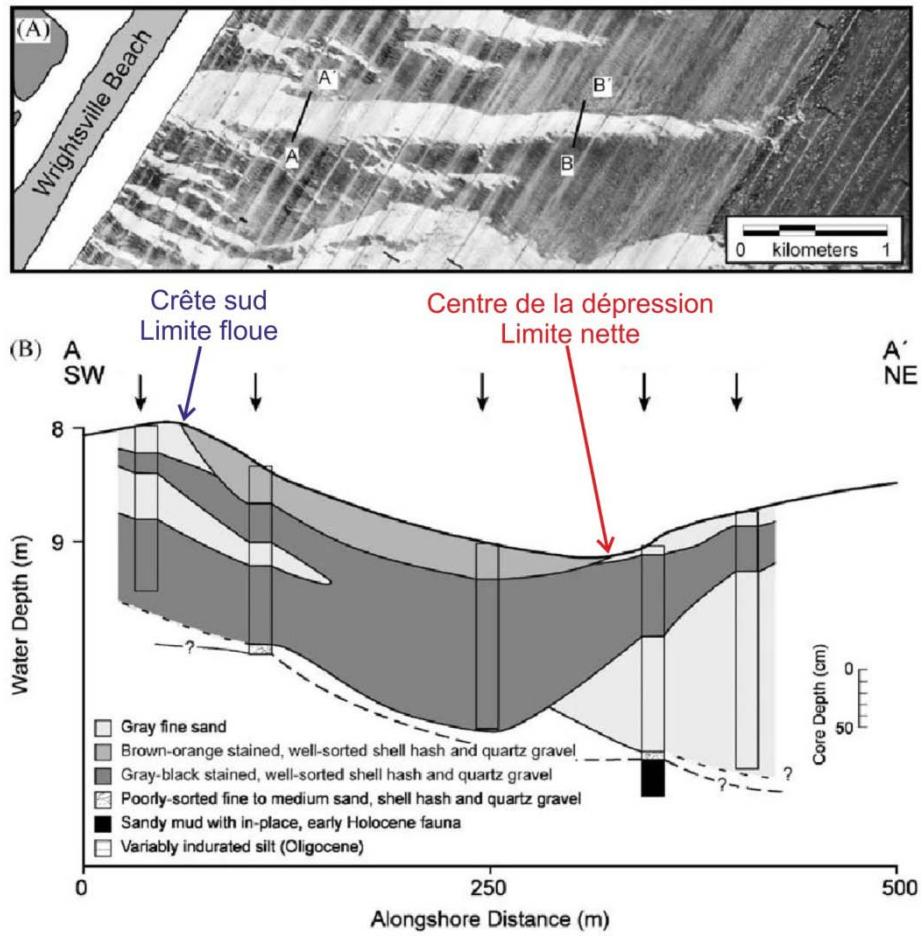 (A)
Wrightsville Beach
A´
A
B´
B
0 kilometers 1
Crête sud
Limite floue
Centre de la dépression
Limite nette
(B)
A
SW
A´
NE
8
9
Water Depth (m)
?
?
?
0
50
Core Depth (cm)
Gray fine sand
Brown-orange stained, well-sorted shell hash and quartz gravel
Gray-black stained, well-sorted shell hash and quartz gravel
Poorly-sorted fine to medium sand, shell hash and quartz gravel
Sandy mud with in-place, early Holocene fauna
Variably indurated silt (Oligocene)
0
250
500
Alongshore Distance (m)